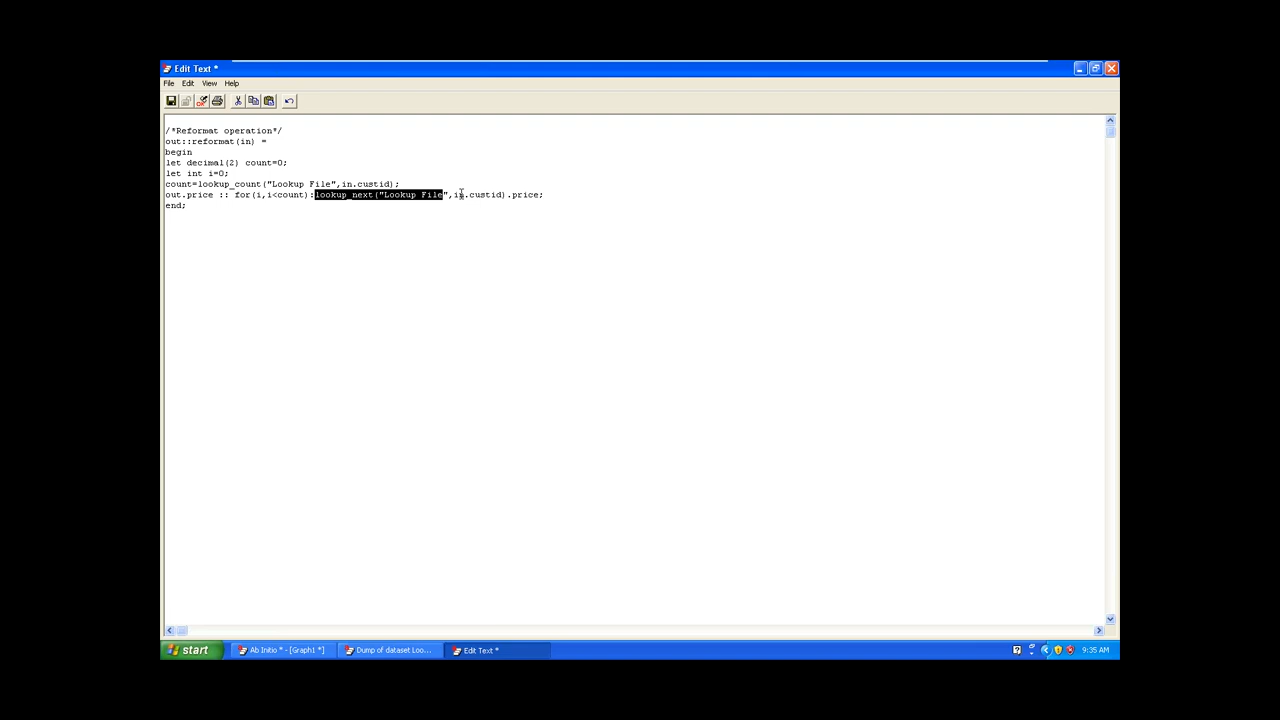 Edit Text *
File Edit View Help
/*Reformat operation*/
out::reformat(in) =
begin
let decimal(2) count=0;
let int i=0;
count=lookup_count("Lookup File",in.custid);
out.price :: for(i,i<count):lookup_next("Lookup File",in.custid).price;
end;
start
Ab Initio * - [Graph1 *]
Dump of dataset Loo...
Edit Text *
9:35 AM